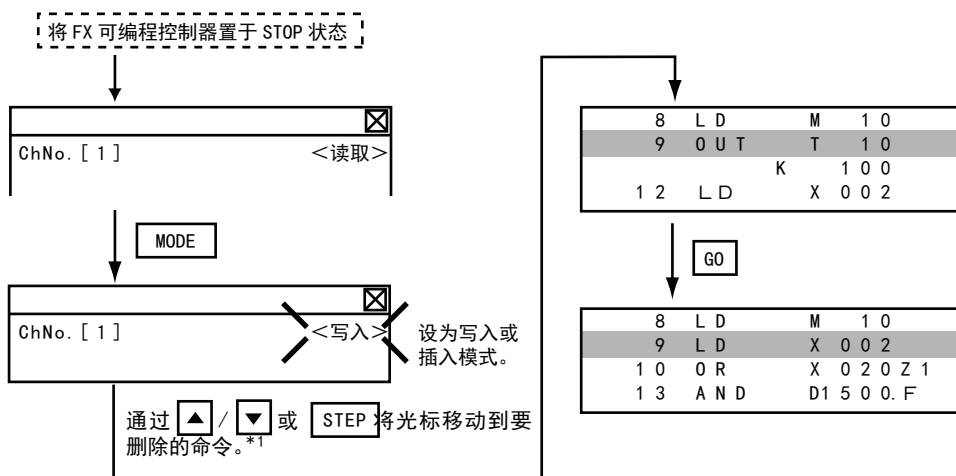 将 FX 可编程控制器置于 STOP 状态
ChNo.[1] <读取>
MODE
ChNo.[1] <写入>
设为写入或
插入模式。
通过 ▲ / ▼ 或 STEP 将光标移动到要
删除的命令。*1
8 LD M 10
9 OUT T 10
K 100
12 LD X 002
GO
8 LD M 10
9 LD X 002
10 OR X 020Z1
13 AND D1500.F